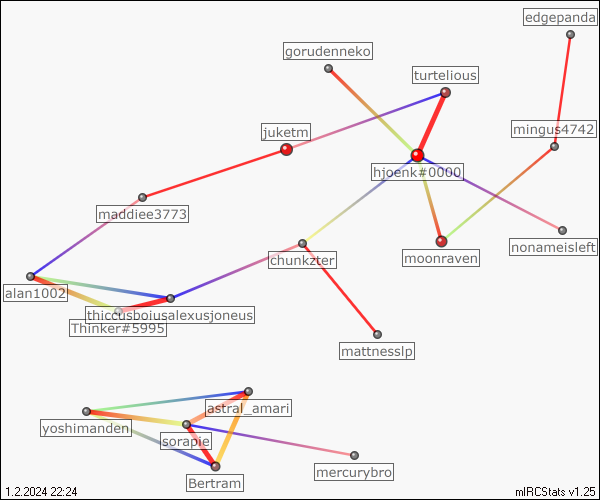 edgepanda
gorudenneko
turtelious
juketm
mingus4742
hjoenk#0000
maddiee3773
nonameisleft
moonraven
chunkzter
alan1002
thiccusboiusalexusjoneus
Thinker#5995
mattnesslp
astral_amari
yoshimanden
sorapie
mercurybro
Bertram
1.2.2024 22:24
mIRCStats v1.25